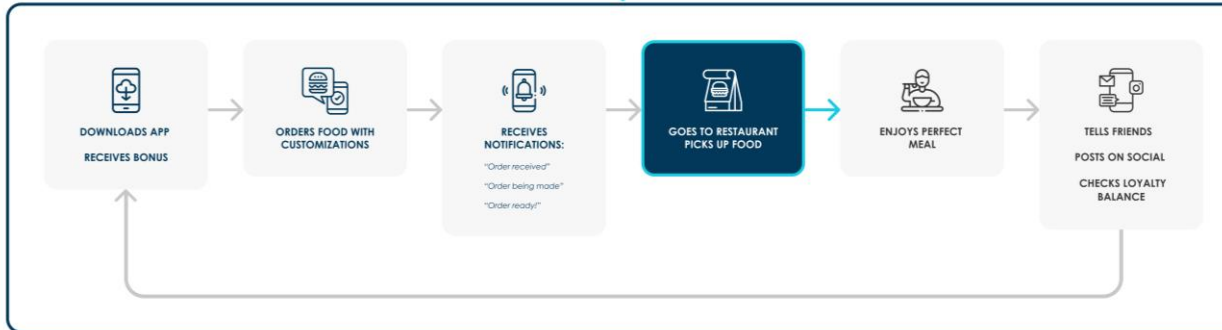 DOWNLOADS APP
RECEIVES BONUS
ORDERS FOOD WITH
CUSTOMIZATIONS
RECEIVES
NOTIFICATIONS:
"Order received"
"Order being made"
"Order ready!"
GOES TO RESTAURANT
PICKS UP FOOD
ENJOYS PERFECT
MEAL
TELLS FRIENDS
POSTS ON SOCIAL
CHECKS LOYALTY
BALANCE